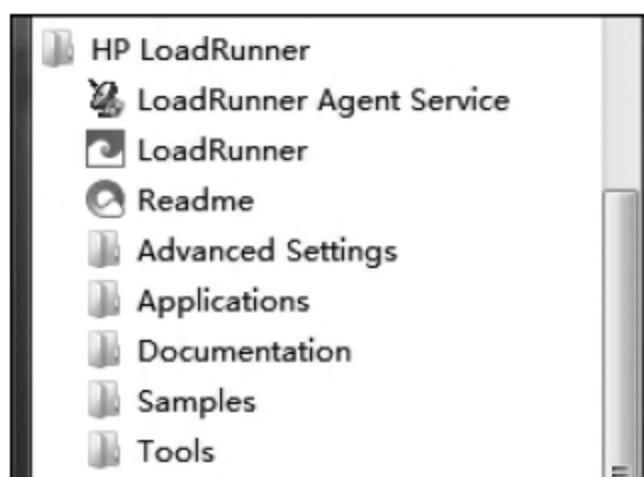 HP LoadRunner
LoadRunner Agent Service
LoadRunner
Readme
Advanced Settings
Applications
Documentation
Samples
Tools